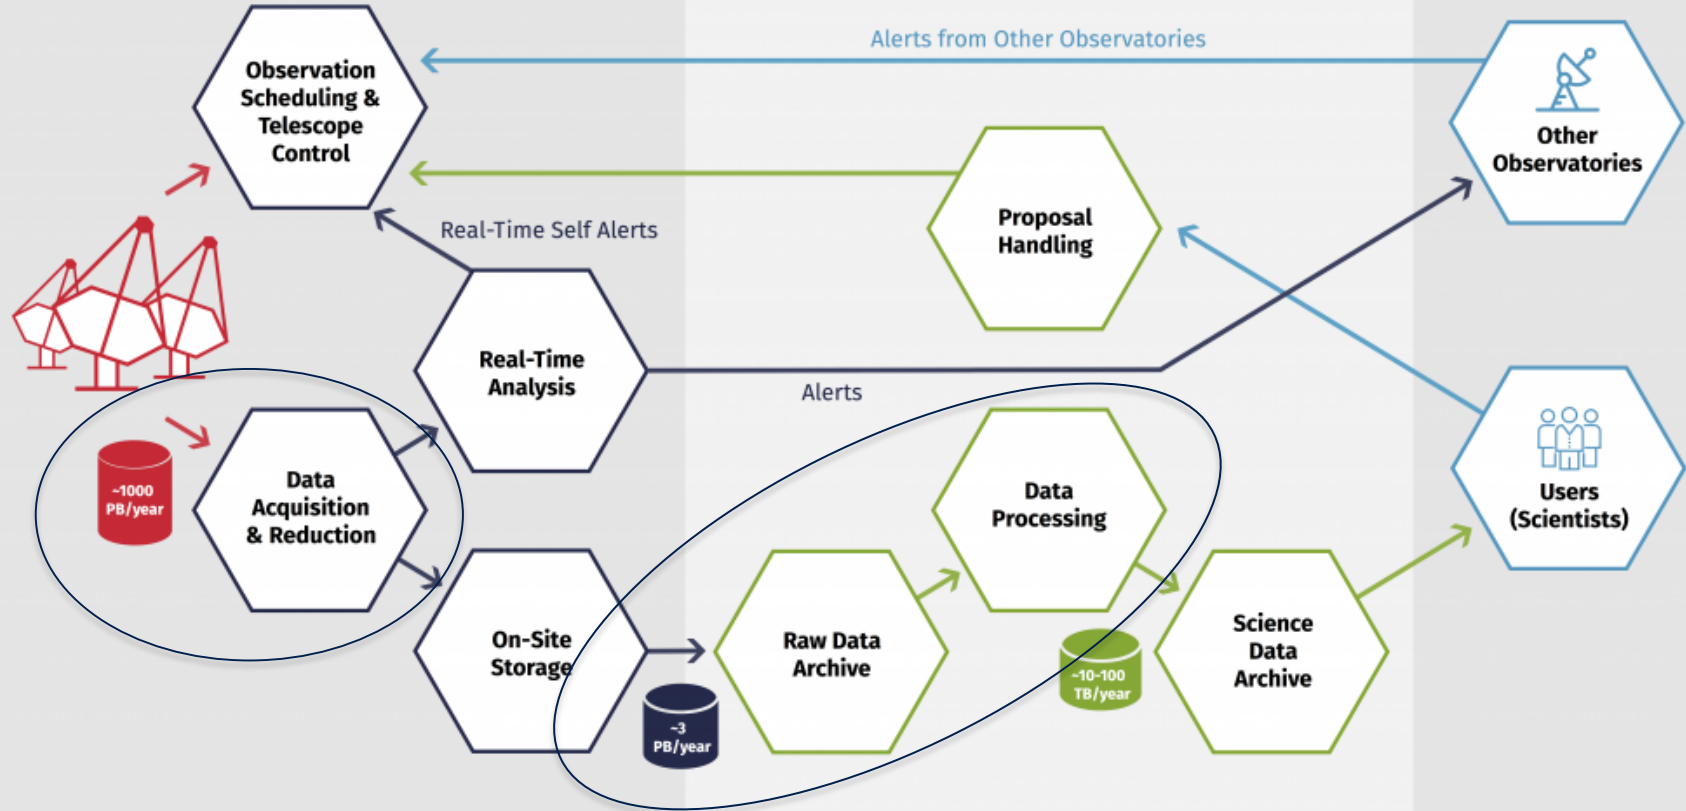 Observation
Scheduling &
Telescope
Control
Alerts from Other Observatories
Other
Observatories
Proposal
Handling
Real-Time Self Alerts
Real-Time
Analysis
Alerts
~1000
PB/year
Data
Acquisition
& Reduction
Data
Processing
Users
(Scientists)
On-Site
Storage
~3
PB/year
Raw Data
Archive
~10-100
TB/year
Science
Data
Archive